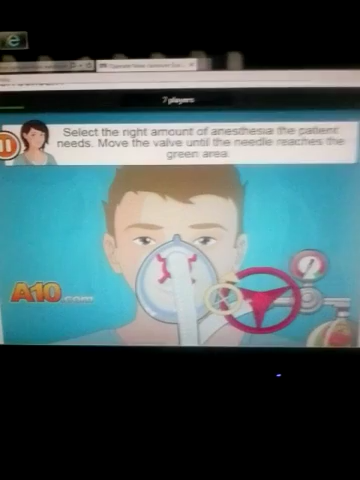 7 players
Select the right amount of anesthesia the patient
needs. Move the valve until the needle reaches the
green area.
A10.com